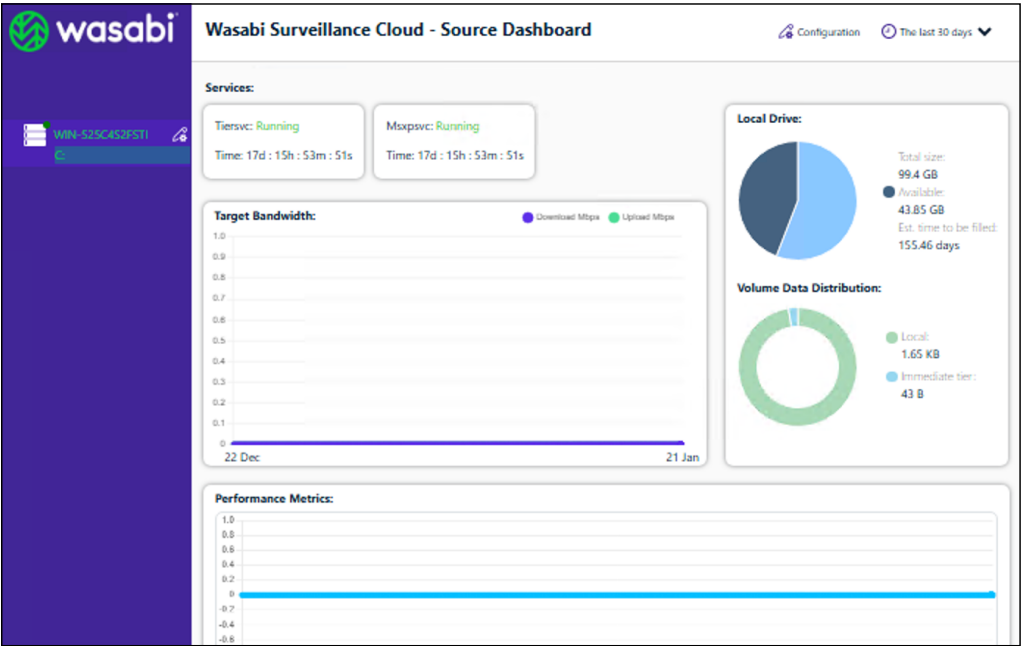 wasabi
Wasabi Surveillance Cloud - Source Dashboard
Configuration
The last 30 days
WIN-525C4S2FSTI
C:
Services:
Tiersvc: Running
Time: 17d : 15h : 53m : 51s
Msxpsvc: Running
Time: 17d : 15h : 53m : 51s
Target Bandwidth:
Download Mbps
Upload Mbps
1.0
0.9
0.8
0.7
0.6
0.5
0.4
0.3
0.2
0.1
0
22 Dec
21 Jan
Local Drive:
Total size:
99.4 GB
Available:
43.85 GB
Est. time to be filled:
155.46 days
Volume Data Distribution:
Local:
1.65 KB
Immediate tier:
43 B
Performance Metrics:
1.0
0.8
0.6
0.4
0.2
0
-0.2
-0.4
-0.6